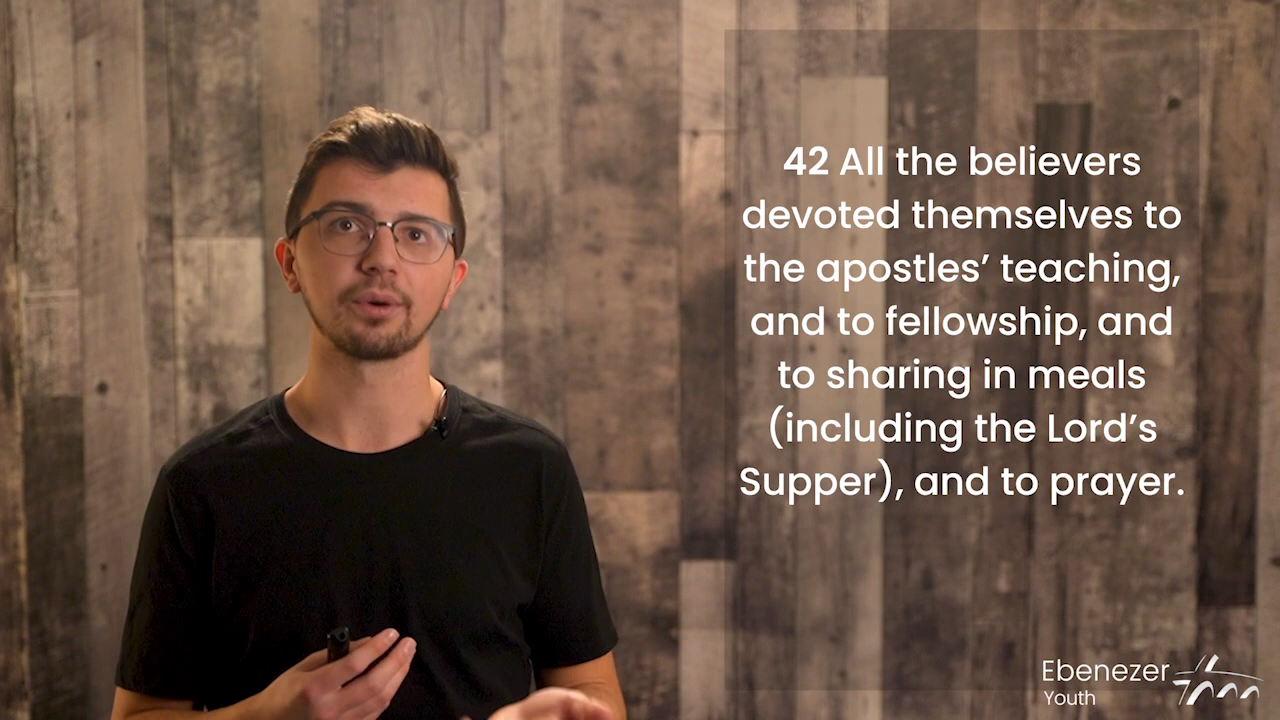 42 All the believers
devoted themselves to
the apostles’ teaching,
and to fellowship, and
to sharing in meals
(including the Lord’s
Supper), and to prayer.
Ebenezer
Youth